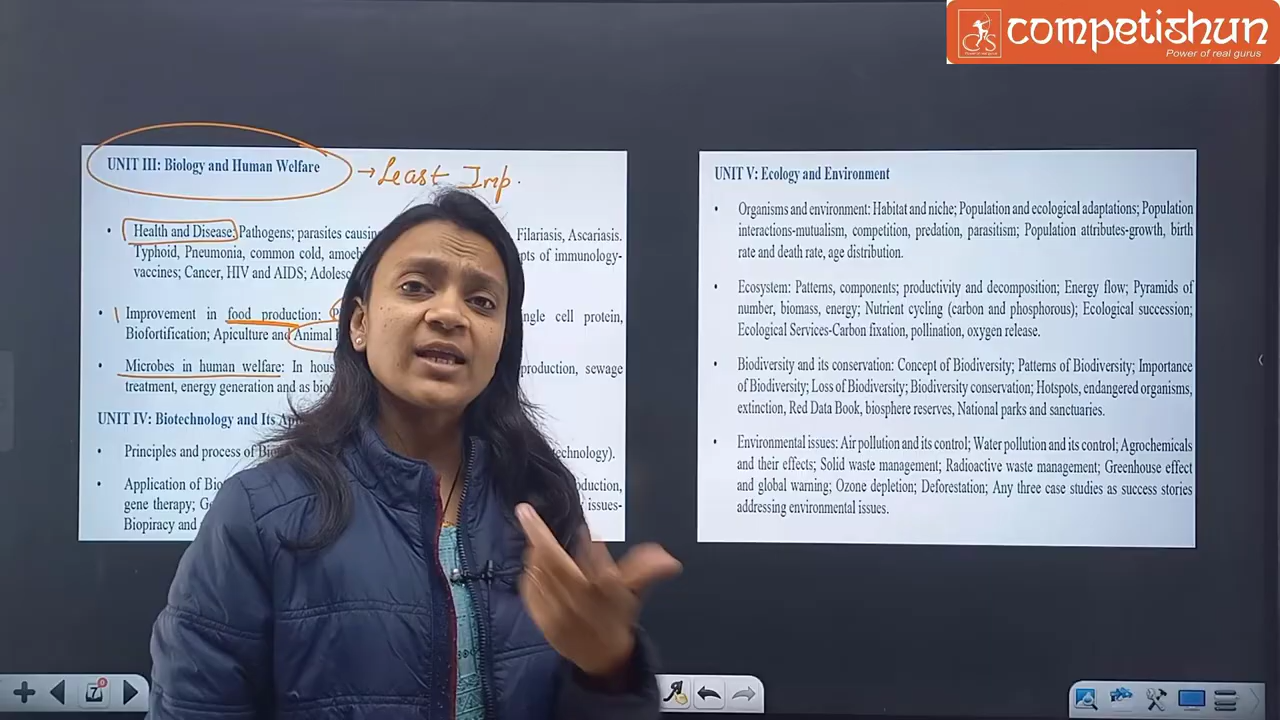 competishun
Power of real gurus
UNIT III: Biology and Human Welfare
→ Least Imp.
• Health and Disease: Pathogens; parasites causin Filariasis, Ascariasis.
Typhoid, Pneumonia, common cold, amoeb pts of immunology-
vaccines; Cancer, HIV and AIDS; Adolesc
• Improvement in food production: P ngle cell protein,
Biofortification; Apiculture and Animal
• Microbes in human welfare: In hous production, sewage
treatment, energy generation and as bio
UNIT IV: Biotechnology and Its Ap
• Principles and process of Bio technology).
• Application of Bio oduction,
gene therapy; G issues-
Biopiracy and
UNIT V: Ecology and Environment
• Organisms and environment: Habitat and niche; Population and ecological adaptations; Population
interactions-mutualism, competition, predation, parasitism; Population attributes-growth, birth
rate and death rate, age distribution.
• Ecosystem: Patterns, components; productivity and decomposition; Energy flow; Pyramids of
number, biomass, energy; Nutrient cycling (carbon and phosphorous); Ecological succession;
Ecological Services-Carbon fixation, pollination, oxygen release.
• Biodiversity and its conservation: Concept of Biodiversity; Patterns of Biodiversity; Importance
of Biodiversity; Loss of Biodiversity; Biodiversity conservation; Hotspots, endangered organisms,
extinction, Red Data Book, biosphere reserves, National parks and sanctuaries.
• Environmental issues: Air pollution and its control; Water pollution and its control; Agrochemicals
and their effects; Solid waste management; Radioactive waste management; Greenhouse effect
and global warning; Ozone depletion; Deforestation; Any three case studies as success stories
addressing environmental issues.
7